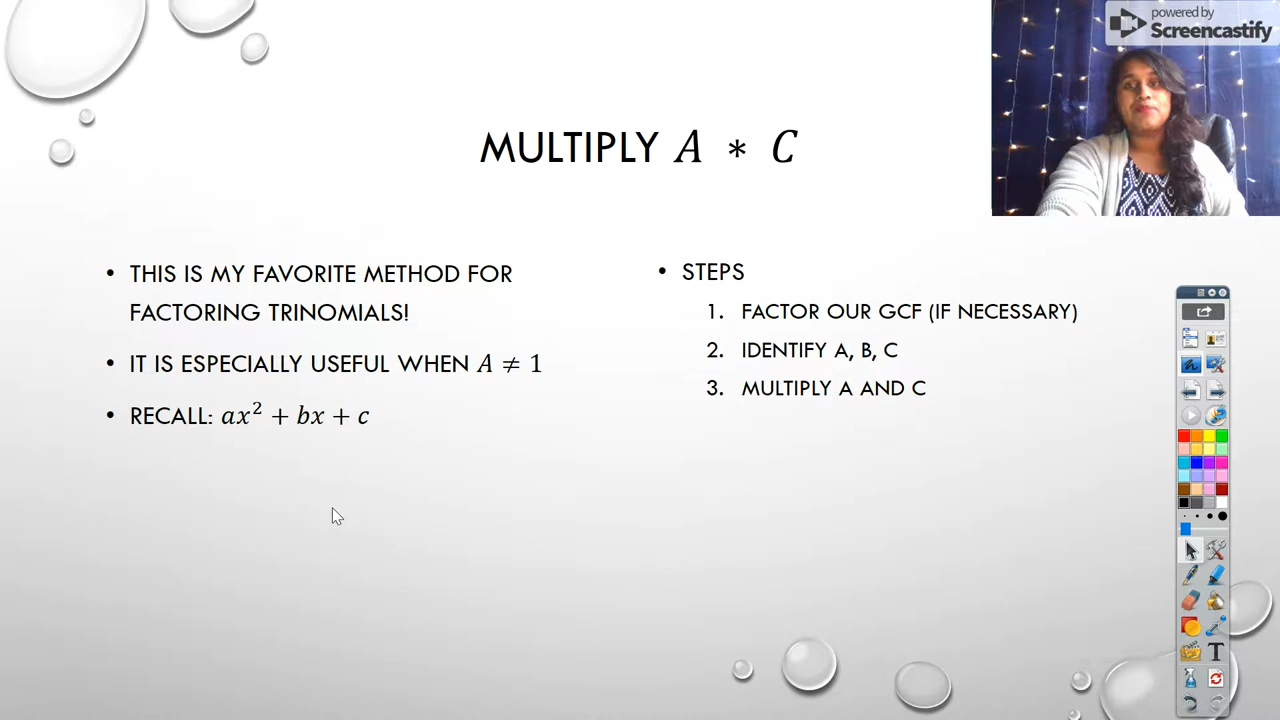 powered by
Screencastify
MULTIPLY A ∗ C
• THIS IS MY FAVORITE METHOD FOR
FACTORING TRINOMIALS!
• IT IS ESPECIALLY USEFUL WHEN A ≠ 1
• RECALL: ax² + bx + c
• STEPS
1. FACTOR OUR GCF (IF NECESSARY)
2. IDENTIFY A, B, C
3. MULTIPLY A AND C